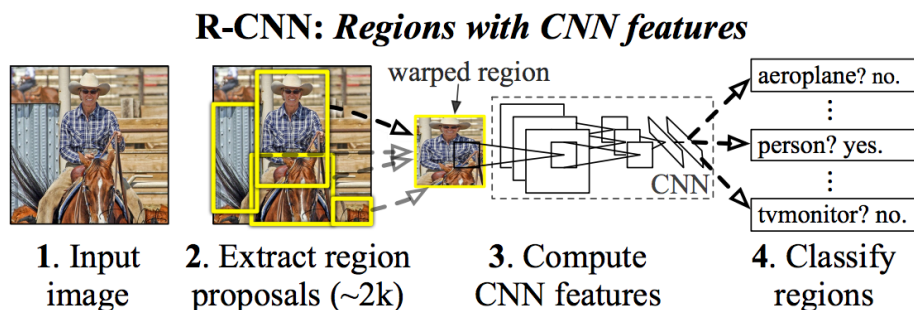 R-CNN: Regions with CNN features
warped region
aeroplane? no.
⋮
person? yes.
⋮
tvmonitor? no.
CNN
1. Input
image
2. Extract region
proposals (~2k)
3. Compute
CNN features
4. Classify
regions